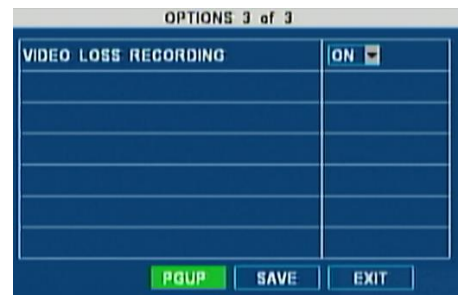 OPTIONS 3 of 3
VIDEO LOSS RECORDING ON
PGUP SAVE EXIT